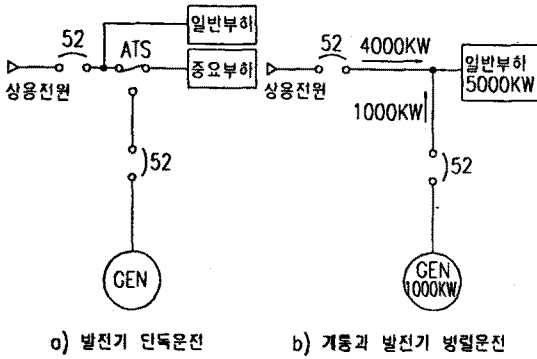 52
ATS
일반부하
중요부하
상용전원
52
GEN
a) 발전기 단독운전
52
4000KW
일반부하
5000KW
상용전원
1000KW
52
GEN
1000KW
b) 계통과 발전기 병렬운전